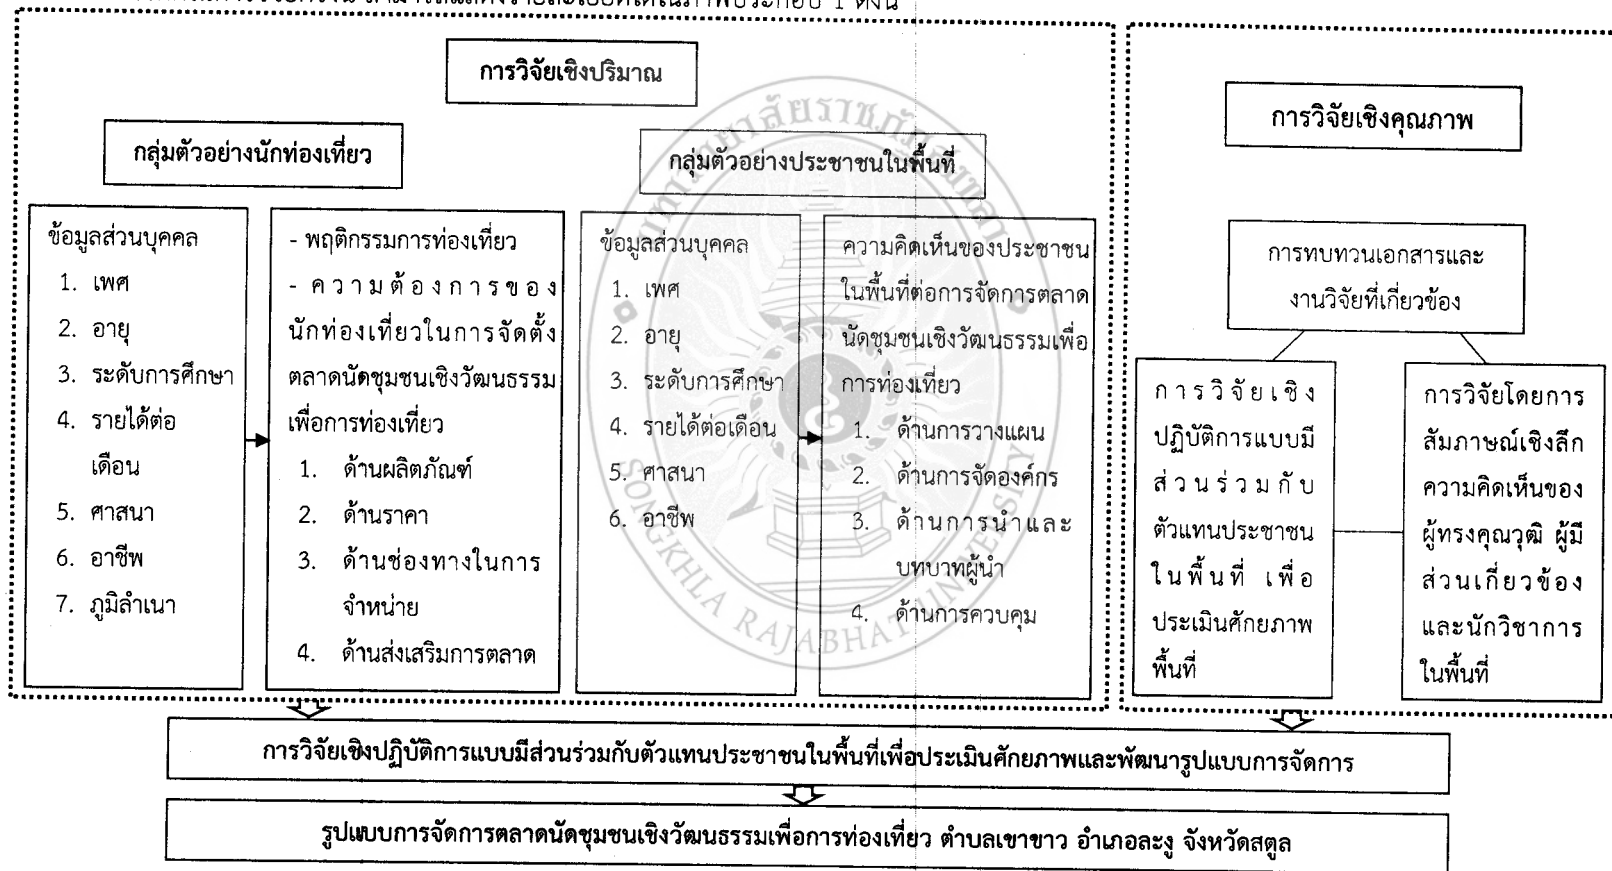 ภาพประกอบ 1 ดังนี้
การวิจัยเชิงปริมาณ
กลุ่มตัวอย่างนักท่องเที่ยว
ข้อมูลส่วนบุคคล
1. เพศ
2. อายุ
3. ระดับการศึกษา
4. รายได้ต่อ
เดือน
5. ศาสนา
6. อาชีพ
7. ภูมิลำเนา
- พฤติกรรมการท่องเที่ยว
- ความต้องการของ
นักท่องเที่ยวในการจัดตั้ง
ตลาดนัดชุมชนเชิงวัฒนธรรม
เพื่อการท่องเที่ยว
1. ด้านผลิตภัณฑ์
2. ด้านราคา
3. ด้านช่องทางในการ
จำหน่าย
4. ด้านส่งเสริมการตลาด
กลุ่มตัวอย่างประชาชนในพื้นที่
ข้อมูลส่วนบุคคล
1. เพศ
2. อายุ
3. ระดับการศึกษา
4. รายได้ต่อเดือน
5. ศาสนา
6. อาชีพ
ความคิดเห็นของประชาชน
ในพื้นที่ต่อการจัดการตลาด
นัดชุมชนเชิงวัฒนธรรมเพื่อ
การท่องเที่ยว
1. ด้านการวางแผน
2. ด้านการจัดองค์กร
3. ด้านการนำและ
บทบาทผู้นำ
4. ด้านการควบคุม
การวิจัยเชิงคุณภาพ
การทบทวนเอกสารและ
งานวิจัยที่เกี่ยวข้อง
การวิจัยเชิง
ปฏิบัติการแบบมี
ส่วนร่วมกับ
ตัวแทนประชาชน
ในพื้นที่ เพื่อ
ประเมินศักยภาพ
พื้นที่
การวิจัยโดยการ
สัมภาษณ์เชิงลึก
ความคิดเห็นของ
ผู้ทรงคุณวุฒิ ผู้มี
ส่วนเกี่ยวข้อง
และนักวิชาการ
ในพื้นที่
การวิจัยเชิงปฏิบัติการแบบมีส่วนร่วมกับตัวแทนประชาชนในพื้นที่เพื่อประเมินศักยภาพและพัฒนารูปแบบการจัดการ
รูปแบบการจัดการตลาดนัดชุมชนเชิงวัฒนธรรมเพื่อการท่องเที่ยว ตำบลเขาขาว อำเภอละงู จังหวัดสตูล
SONGKHLA RAJABHAT UNIVERSITY